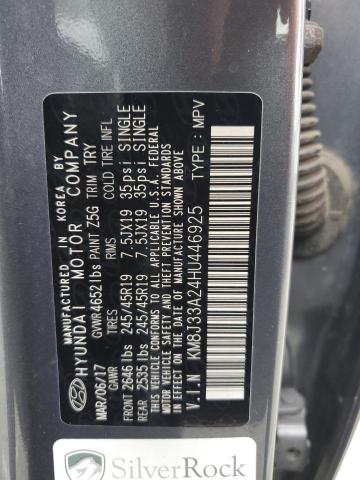 MADE IN KOREA BY
HYUNDAI MOTOR COMPANY
MAR/06/17 GVWR 4652 lbs PAINT Z5G TRIM TRY
GAWR TIRES RIMS COLD TIRE INFL
FRONT 2646 lbs 245/45R19 7.5JX19 35psi SINGLE
REAR 2535 lbs 245/45R19 7.5JX19 35psi SINGLE
THIS VEHICLE CONFORMS TO ALL APPLICABLE U.S.A. FEDERAL
MOTOR VEHICLE SAFETY, BUMPER, AND THEFT PREVENTION STANDARDS
IN EFFECT ON THE DATE OF MANUFACTURE SHOWN ABOVE.
V.I.N KM8J33A24HU446925 TYPE : MPV
SilverRock